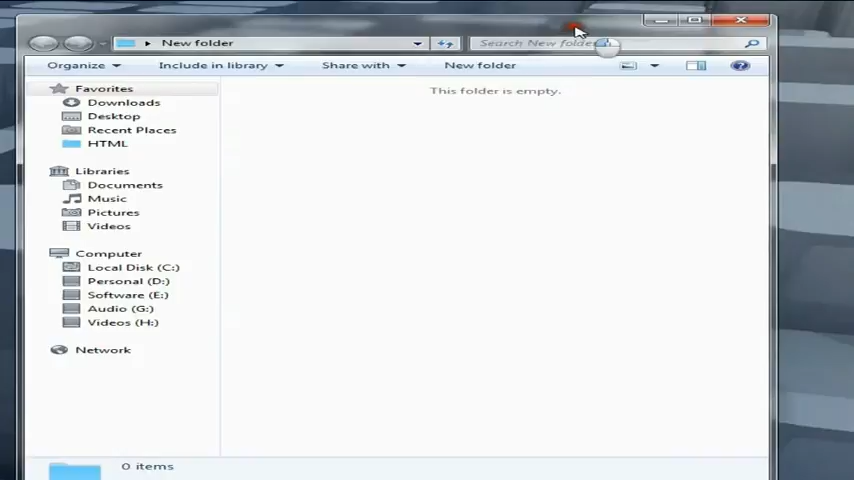 New folder
Search New folder
Organize
Include in library
Share with
New folder
Favorites
Downloads
Desktop
Recent Places
HTML
Libraries
Documents
Music
Pictures
Videos
Computer
Local Disk (C:)
Personal (D:)
Software (E:)
Audio (G:)
Videos (H:)
Network
This folder is empty.
0 items